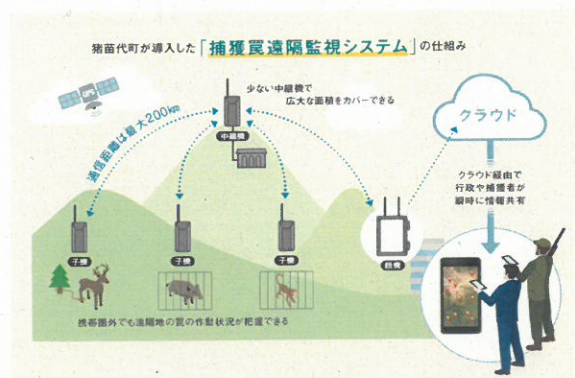 猪苗代町が導入した「捕獲罠遠隔監視システム」の仕組み
GPS
少ない中継機で
広大な面積をカバーできる
通信距離は最大200km
中継機
クラウド
クラウド経由で
行政や捕獲者が
瞬時に情報共有
子機
子機
子機
親機
携帯圏外でも遠隔地の罠の作動状況が把握できる